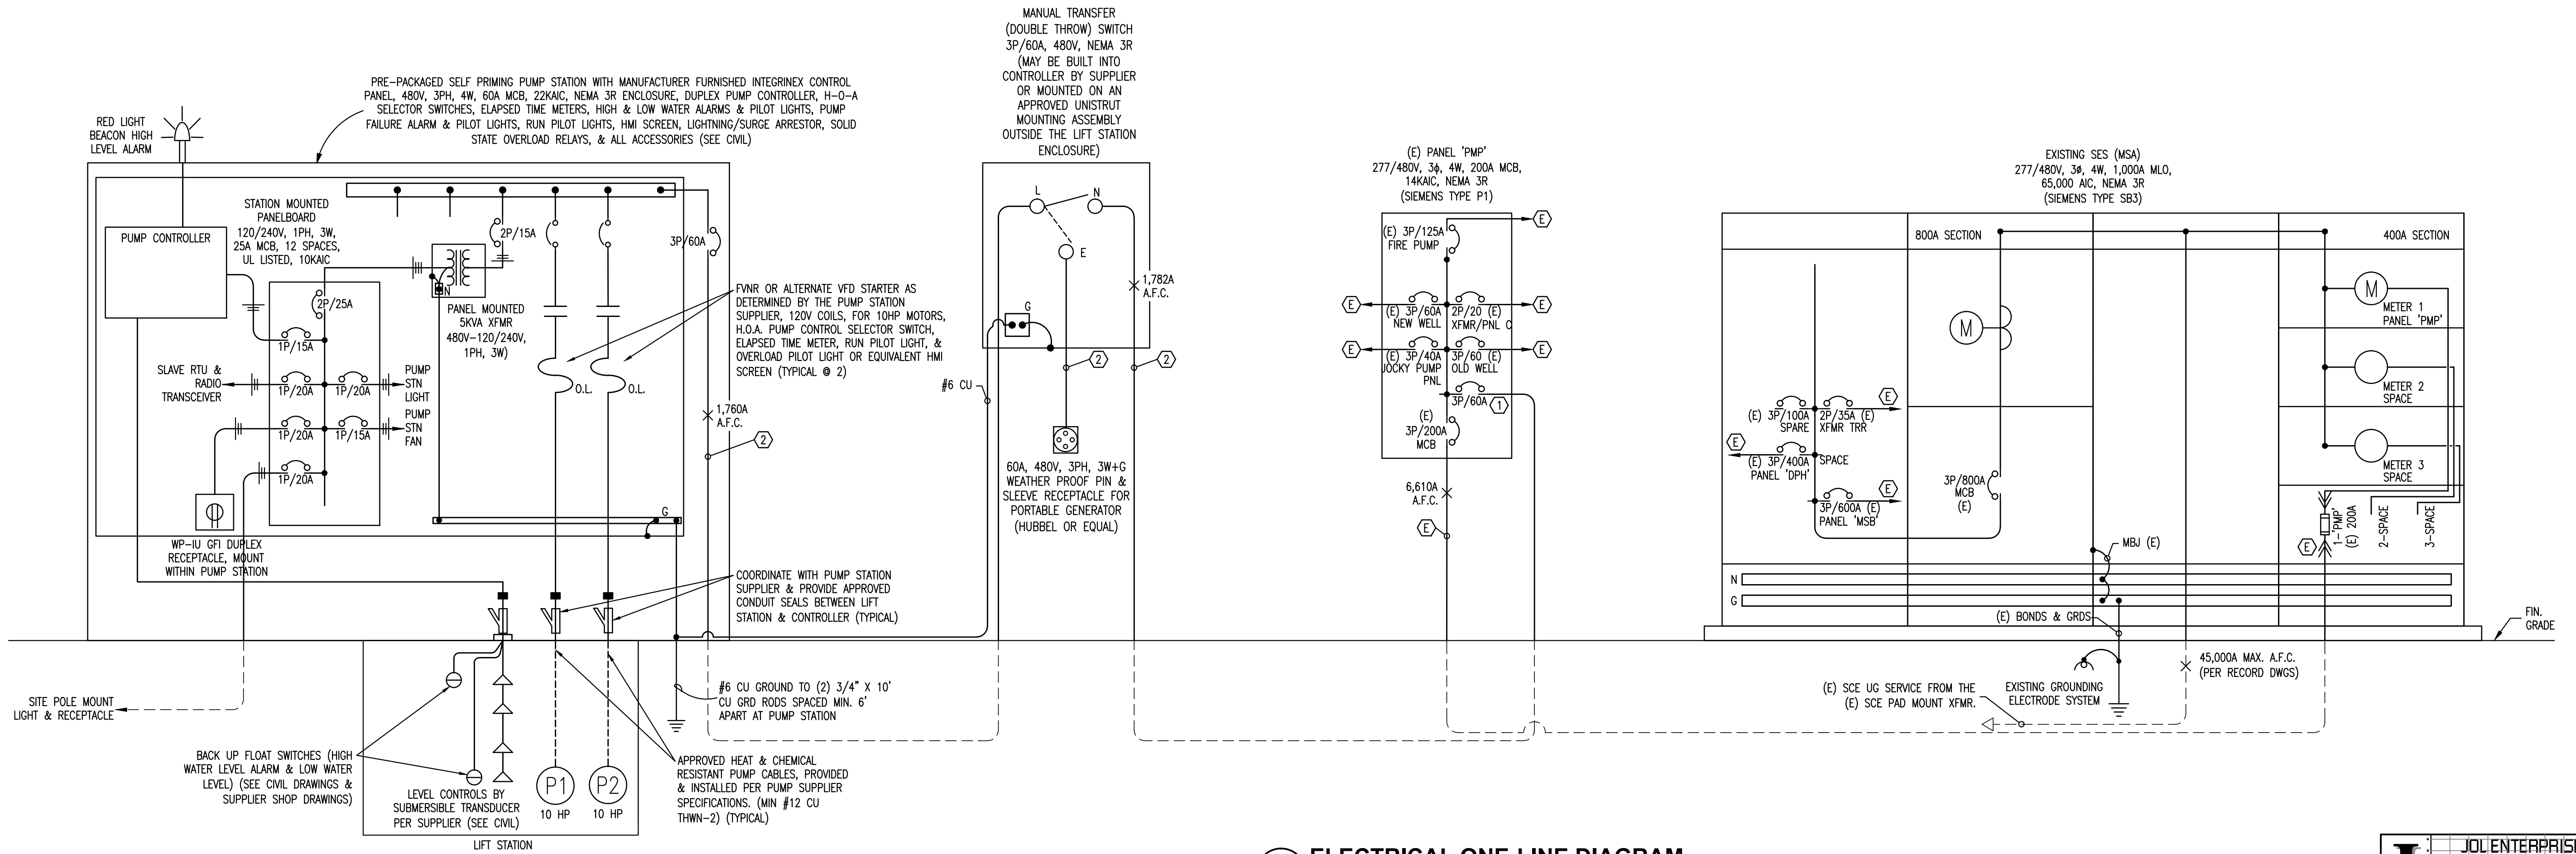 MANUAL TRANSFER
(DOUBLE THROW) SWITCH
3P/60A, 480V, NEMA 3R
(MAY BE BUILT INTO
CONTROLLER BY SUPPLIER
OR MOUNTED ON AN
APPROVED UNISTRUT
MOUNTING ASSEMBLY
OUTSIDE THE LIFT STATION
ENCLOSURE)
PRE-PACKAGED SELF PRIMING PUMP STATION WITH MANUFACTURER FURNISHED INTEGRINEX CONTROL
PANEL, 480V, 3PH, 4W, 60A MCB, 22KAIC, NEMA 3R ENCLOSURE, DUPLEX PUMP CONTROLLER, H-O-A
SELECTOR SWITCHES, ELAPSED TIME METERS, HIGH & LOW WATER ALARMS & PILOT LIGHTS, PUMP
FAILURE ALARM & PILOT LIGHTS, RUN PILOT LIGHTS, HMI SCREEN, LIGHTNING/SURGE ARRESTOR, SOLID
STATE OVERLOAD RELAYS, & ALL ACCESSORIES (SEE CIVIL)
RED LIGHT
BEACON HIGH
LEVEL ALARM
PUMP CONTROLLER
STATION MOUNTED
PANELBOARD
120/240V, 1PH, 3W,
25A MCB, 12 SPACES,
UL LISTED, 10KAIC
2P/25A
1P/15A
1P/20A
1P/20A
1P/20A
1P/15A
1P/20A
SLAVE RTU &
RADIO
TRANSCEIVER
PUMP
STN
LIGHT
PUMP
STN
FAN
WP-IU GFI DUPLEX
RECEPTACLE, MOUNT
WITHIN PUMP STATION
2P/15A
N
PANEL MOUNTED
5KVA XFMR
480V-120/240V,
1PH, 3W)
O.L.
O.L.
3P/60A
G
FVNR OR ALTERNATE VFD STARTER AS
DETERMINED BY THE PUMP STATION
SUPPLIER, 120V COILS, FOR 10HP MOTORS,
H.O.A. PUMP CONTROL SELECTOR SWITCH,
ELAPSED TIME METER, RUN PILOT LIGHT, &
OVERLOAD PILOT LIGHT OR EQUIVALENT HMI
SCREEN (TYPICAL @ 2)
1,760A
A.F.C.
2
#6 CU
COORDINATE WITH PUMP STATION
SUPPLIER & PROVIDE APPROVED
CONDUIT SEALS BETWEEN LIFT
STATION & CONTROLLER (TYPICAL)
#6 CU GROUND TO (2) 3/4" X 10'
CU GRD RODS SPACED MIN. 6'
APART AT PUMP STATION
APPROVED HEAT & CHEMICAL
RESISTANT PUMP CABLES, PROVIDED
& INSTALLED PER PUMP SUPPLIER
SPECIFICATIONS. (MIN #12 CU
THWN-2) (TYPICAL)
SITE POLE MOUNT
LIGHT & RECEPTACLE
BACK UP FLOAT SWITCHES (HIGH
WATER LEVEL ALARM & LOW WATER
LEVEL) (SEE CIVIL DRAWINGS &
SUPPLIER SHOP DRAWINGS)
LEVEL CONTROLS BY
SUBMERSIBLE TRANSDUCER
PER SUPPLIER (SEE CIVIL)
P1
10 HP
P2
10 HP
LIFT STATION
L
N
E
G
1,782A
A.F.C.
2
2
60A, 480V, 3PH, 3W+G
WEATHER PROOF PIN &
SLEEVE RECEPTACLE FOR
PORTABLE GENERATOR
(HUBBEL OR EQUAL)
(E) PANEL 'PMP'
277/480V, 3ϕ, 4W, 200A MCB,
14KAIC, NEMA 3R
(SIEMENS TYPE P1)
(E) 3P/125A
FIRE PUMP
E
E
(E) 3P/60A
NEW WELL
2P/20 (E)
XFMR/PNL C
E
E
(E) 3P/40A
JOCKY PUMP
PNL
3P/60 (E)
OLD WELL
E
3P/60A
1
(E)
3P/200A
MCB
6,610A
A.F.C.
E
EXISTING SES (MSA)
277/480V, 3ø, 4W, 1,000A MLO,
65,000 AIC, NEMA 3R
(SIEMENS TYPE SB3)
800A SECTION
400A SECTION
M
M
METER 1
PANEL 'PMP'
METER 2
SPACE
METER 3
SPACE
(E) 3P/100A
SPARE
2P/35A (E)
XFMR TRR
E
E
(E) 3P/400A
PANEL 'DPH'
SPACE
3P/600A (E)
PANEL 'MSB'
E
3P/800A
MCB
(E)
E
1-'PMP'
(E) 200A
2-SPACE
3-SPACE
MBJ (E)
N
G
(E) BONDS & GRDS
FIN.
GRADE
(E) SCE UG SERVICE FROM THE
(E) SCE PAD MOUNT XFMR.
EXISTING GROUNDING
ELECTRODE SYSTEM
45,000A MAX. A.F.C.
(PER RECORD DWGS)
ELECTRICAL ONE-LINE DIAGRAM
JOL ENTERPRIS